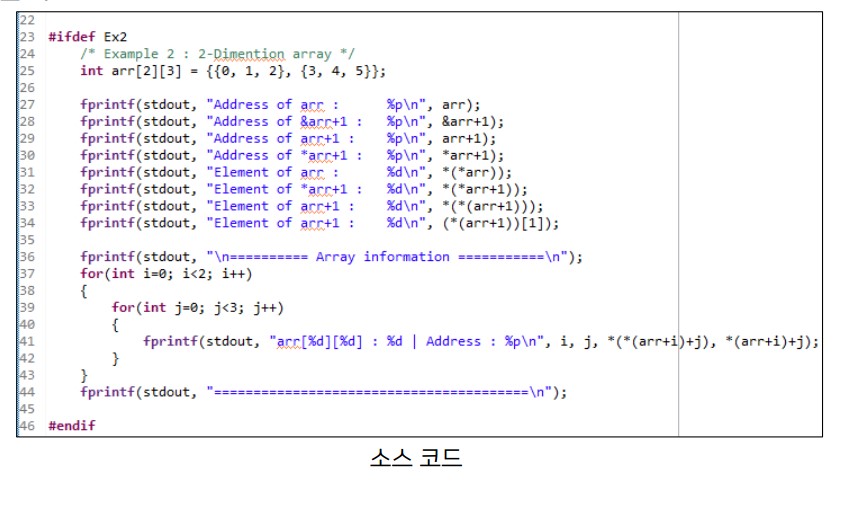 22
23 #ifdef Ex2
24     /* Example 2 : 2-Dimention array */
25     int arr[2][3] = {{0, 1, 2}, {3, 4, 5}};
26
27     fprintf(stdout, "Address of arr :      %p\n", arr);
28     fprintf(stdout, "Address of &arr+1 :   %p\n", &arr+1);
29     fprintf(stdout, "Address of arr+1 :    %p\n", arr+1);
30     fprintf(stdout, "Address of *arr+1 :   %p\n", *arr+1);
31     fprintf(stdout, "Element of arr :      %d\n", *(*arr));
32     fprintf(stdout, "Element of *arr+1 :   %d\n", *(*arr+1));
33     fprintf(stdout, "Element of arr+1 :    %d\n", *(*(arr+1)));
34     fprintf(stdout, "Element of arr+1 :    %d\n", (*(arr+1))[1]);
35
36     fprintf(stdout, "\n========== Array information ===========\n");
37     for(int i=0; i<2; i++)
38     {
39         for(int j=0; j<3; j++)
40         {
41             fprintf(stdout, "arr[%d][%d] : %d | Address : %p\n", i, j, *(*(arr+i)+j), *(arr+i)+j);
42         }
43     }
44     fprintf(stdout, "========================================\n");
45
46 #endif
소스 코드